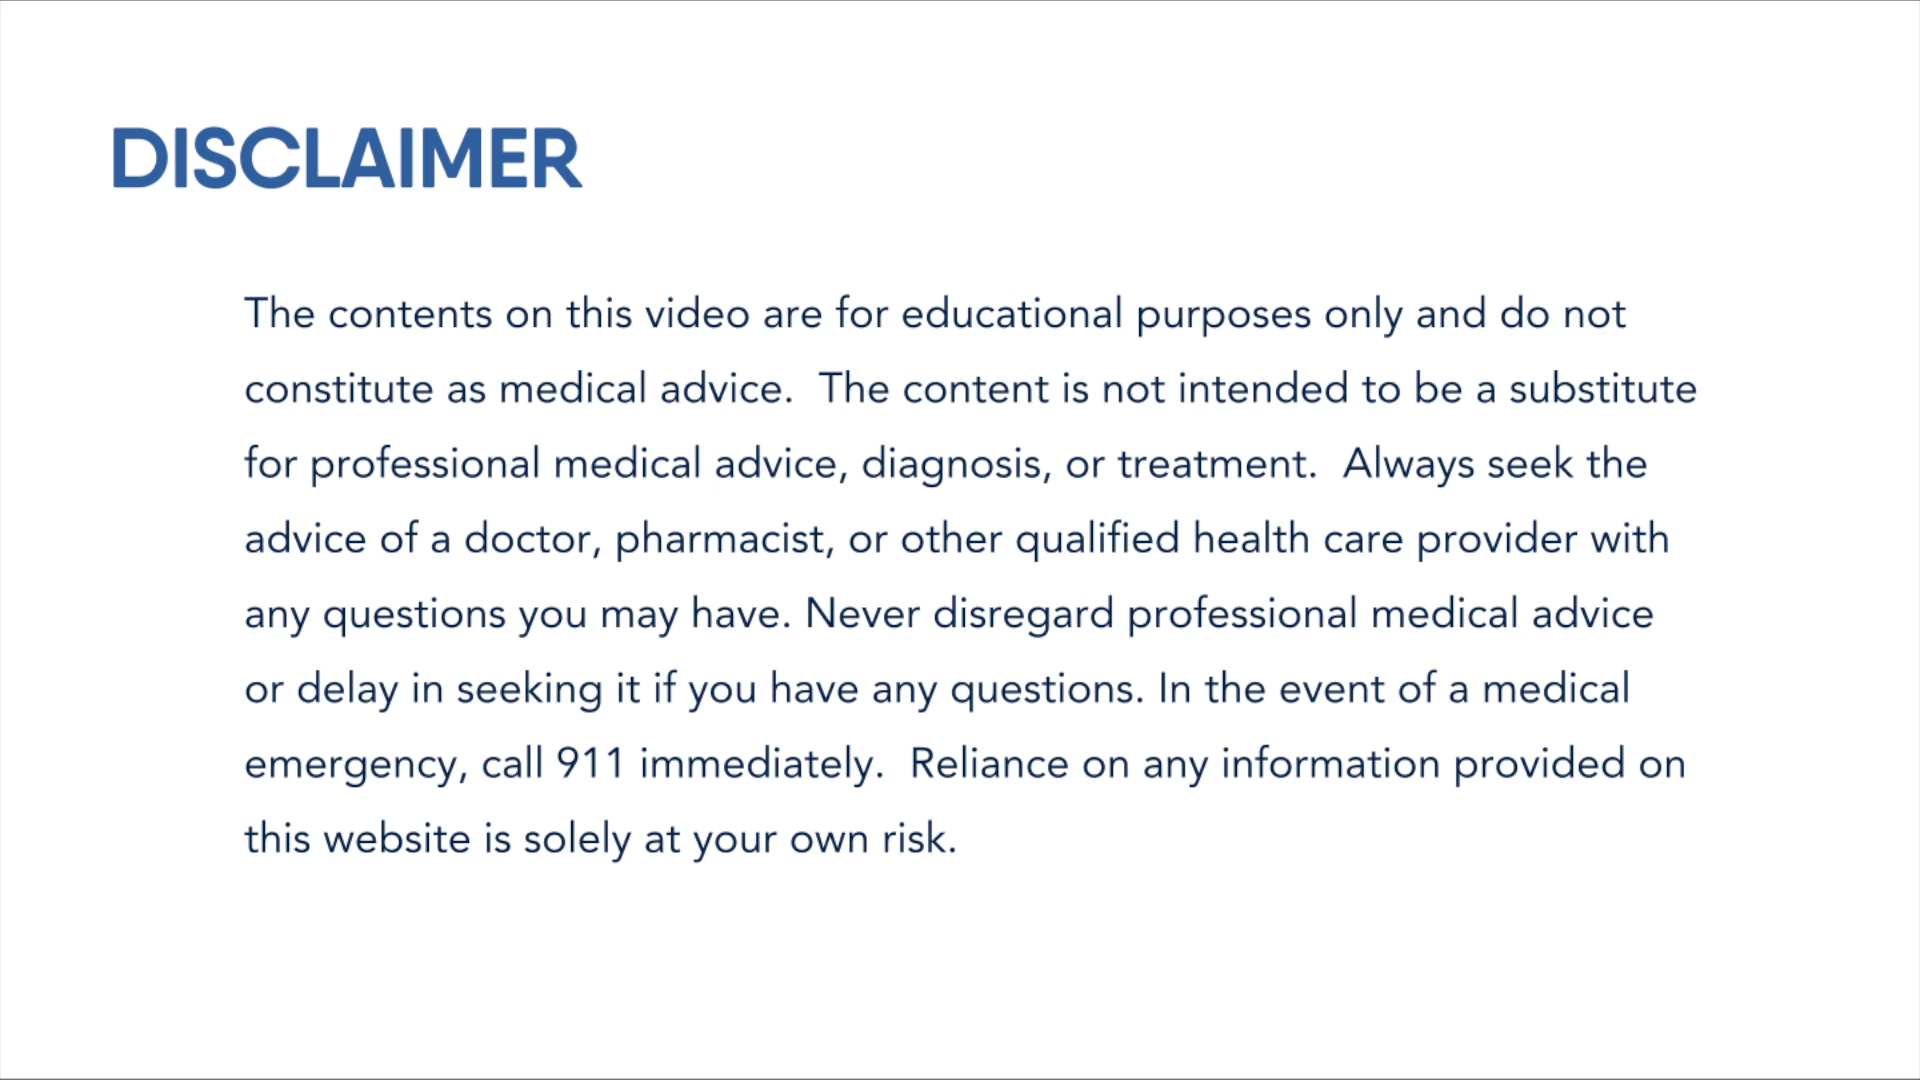 DISCLAIMER
The contents on this video are for educational purposes only and do not
constitute as medical advice.  The content is not intended to be a substitute
for professional medical advice, diagnosis, or treatment.  Always seek the
advice of a doctor, pharmacist, or other qualified health care provider with
any questions you may have. Never disregard professional medical advice
or delay in seeking it if you have any questions. In the event of a medical
emergency, call 911 immediately.  Reliance on any information provided on
this website is solely at your own risk.